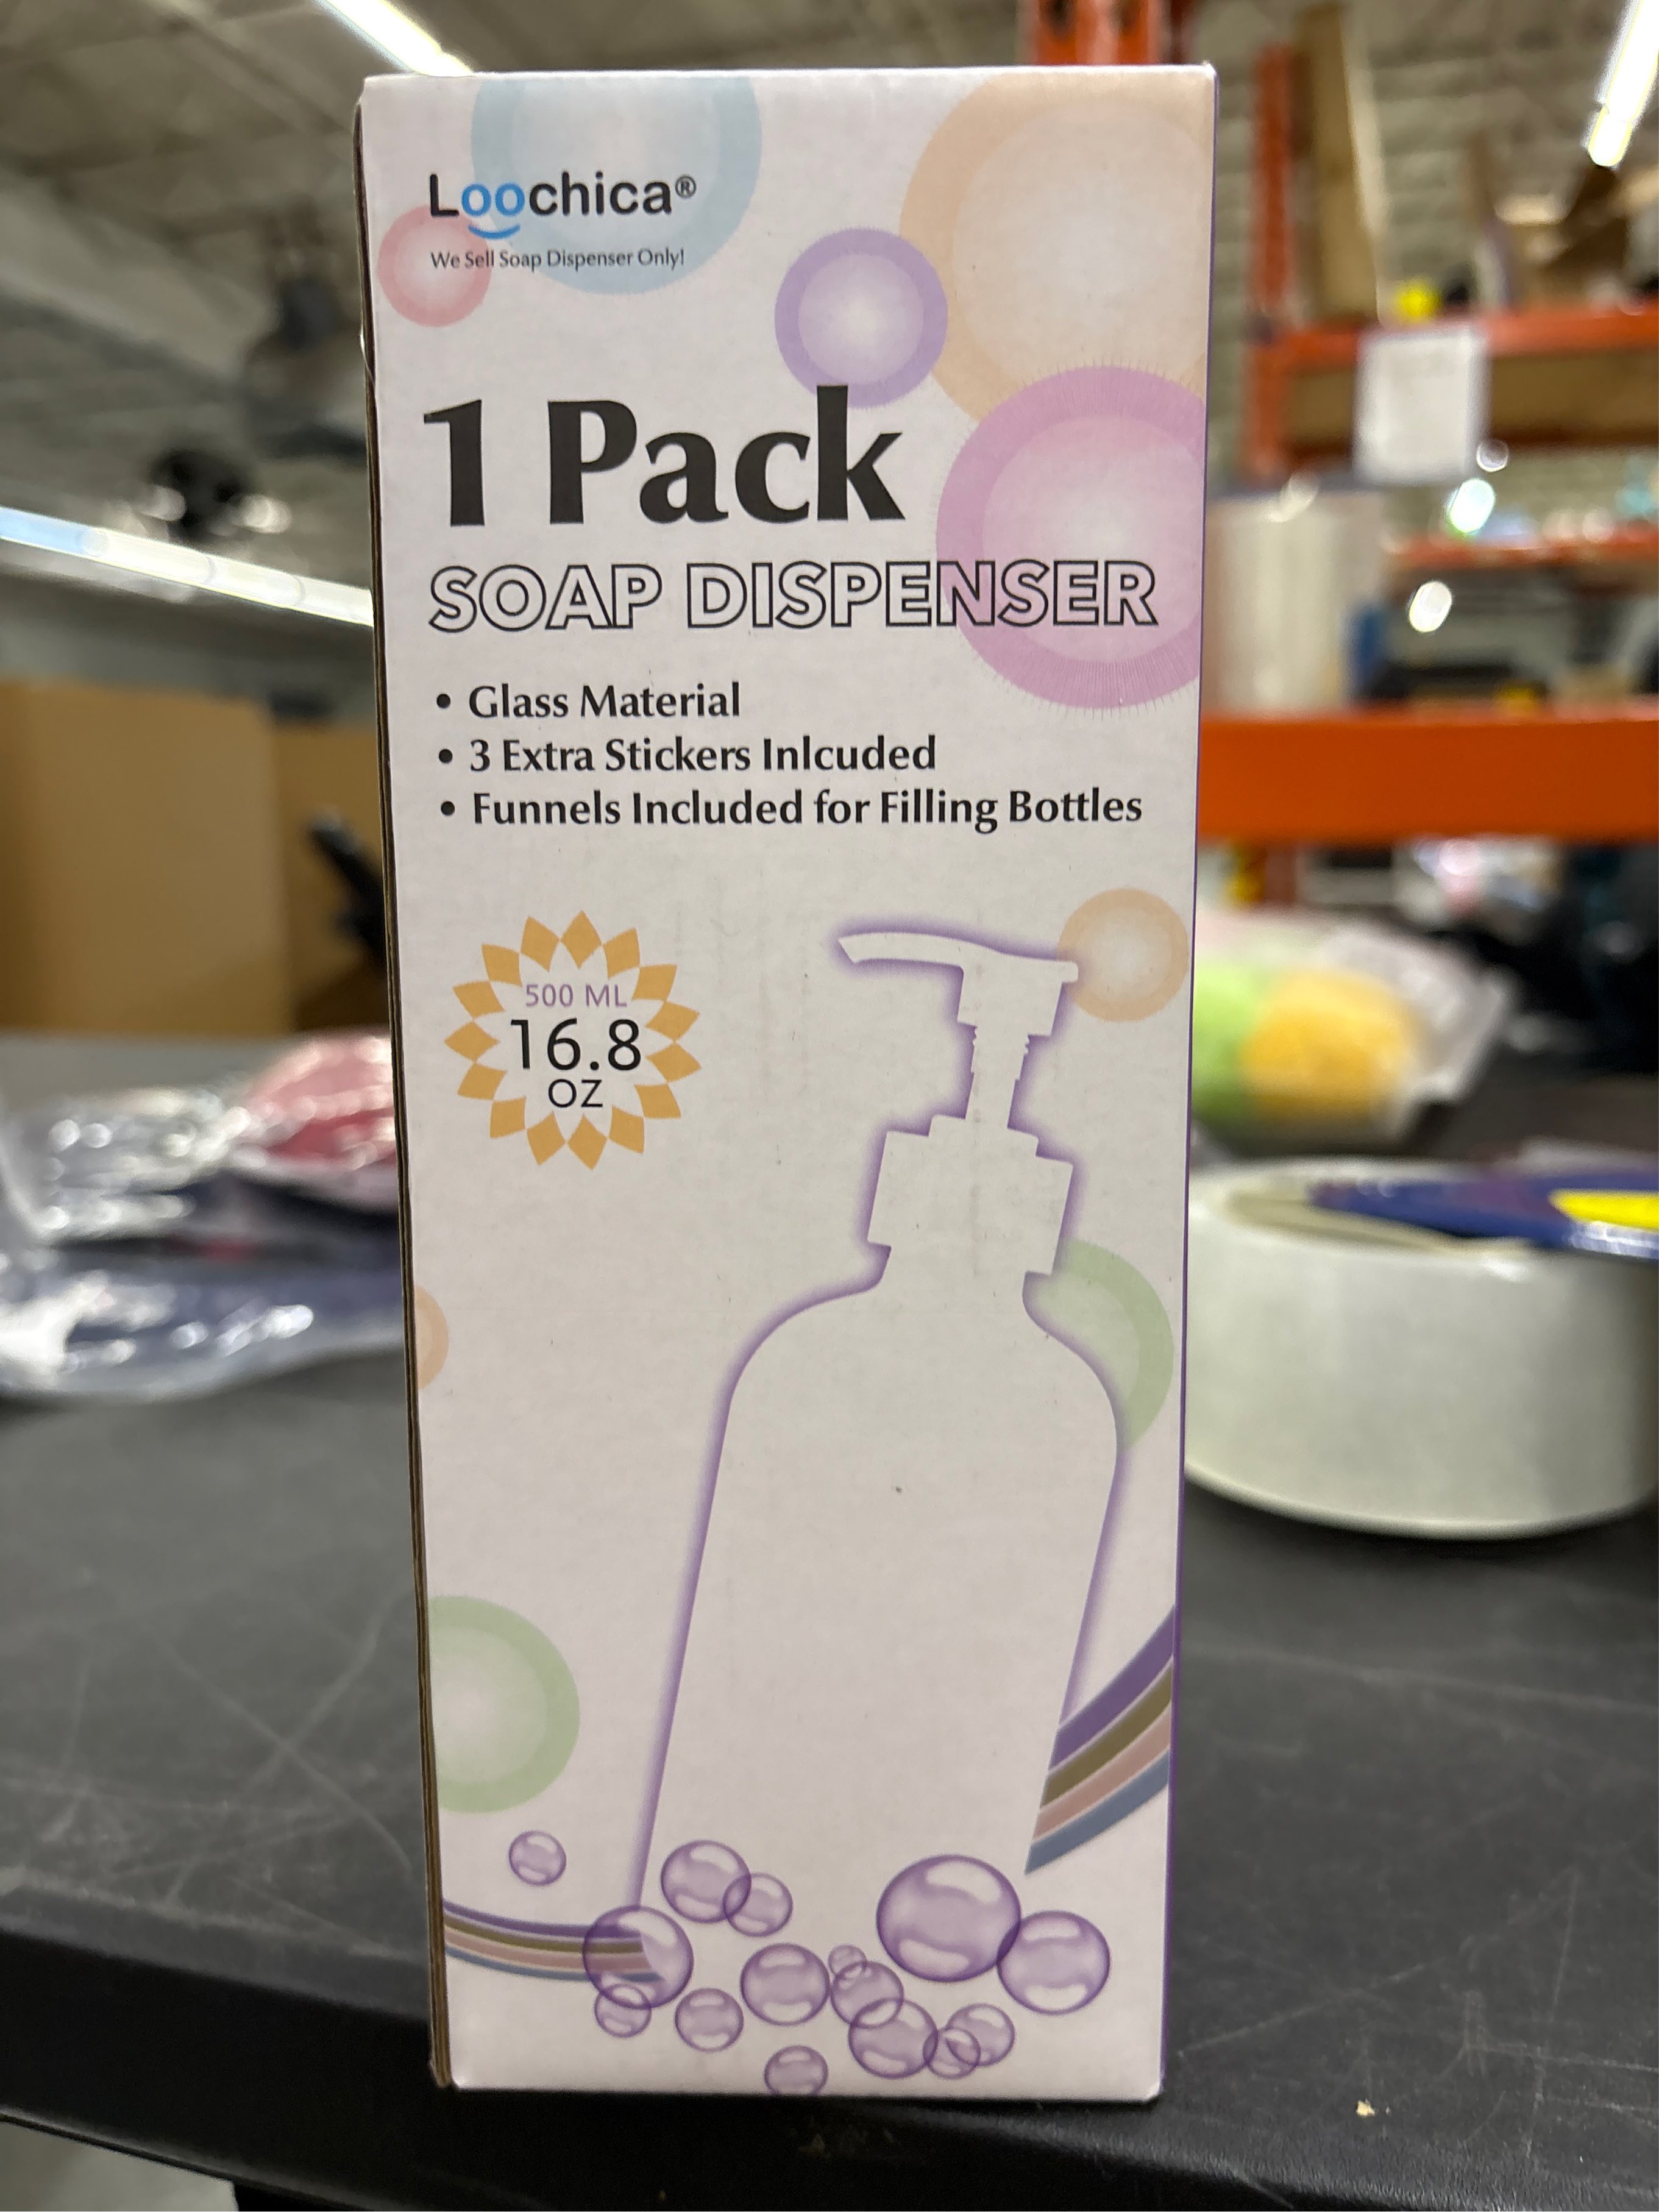 Loochica®
We Sell Soap Dispenser Only!
1 Pack
SOAP DISPENSER
• Glass Material
• 3 Extra Stickers Inlcuded
• Funnels Included for Filling Bottles
500 ML
16.8
OZ